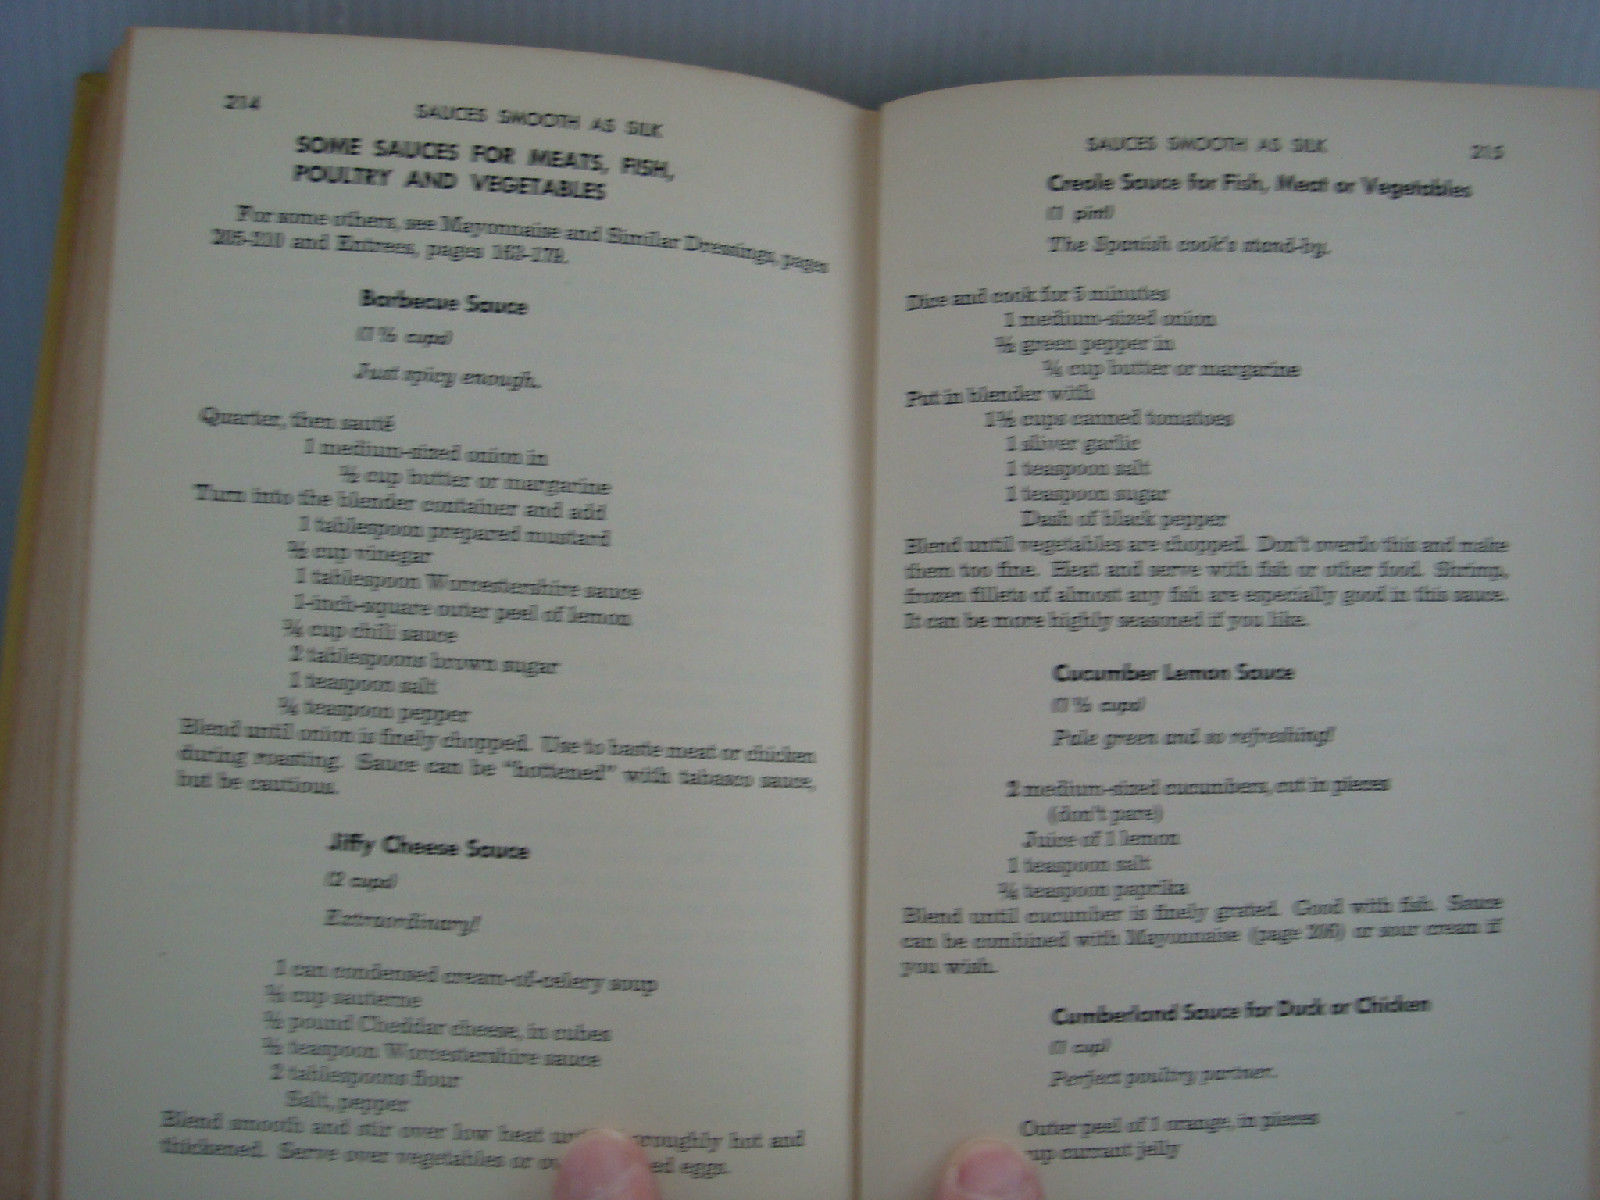 214
SAUCES SMOOTH AS SILK
SOME SAUCES FOR MEATS, FISH,
POULTRY AND VEGETABLES
For some others, see Mayonnaise and Similar Dressings, pages
and Entrees, pages
Barbecue Sauce
cups)
Just spicy enough.
Quarter, then sauté
1 medium-sized onion in
cup butter or margarine
Turn into the blender container and add
1 tablespoon prepared mustard
cup vinegar
1 tablespoon Worcestershire sauce
1-inch-square outer peel of lemon
cup chili sauce
2 tablespoons brown sugar
1 teaspoon salt
teaspoon pepper
Blend until onion is finely chopped. Use to baste meat or chicken
during roasting. Sauce can be "hottened" with tabasco sauce,
but be cautious.
Jiffy Cheese Sauce
(2 cups)
Extraordinary!
1 can condensed cream-of-celery soup
cup sauterne
pound Cheddar cheese, in cubes
teaspoon Worcestershire sauce
2 tablespoons flour
Salt, pepper
Blend smooth and stir over low heat hot and
thickened. Serve over vegetables or eggs.
SAUCES SMOOTH AS SILK
215
Creole Sauce for Fish, Meat or Vegetables
(1 pint)
The Spanish cook's stand-by.
Dice and cook for 5 minutes
1 medium-sized onion
green pepper in
cup butter or margarine
Put in blender with
cups canned tomatoes
1 sliver garlic
1 teaspoon salt
1 teaspoon sugar
Dash of black pepper
Blend until vegetables are chopped. Don't overdo this and make
them too fine. Heat and serve with fish or other food. Shrimp,
frozen fillets of almost any fish are especially good in this sauce.
It can be more highly seasoned if you like.
Cucumber Lemon Sauce
cups)
Pale green and so refreshing!
2 medium-sized cucumbers, cut in pieces
(don't pare)
Juice of 1 lemon
1 teaspoon salt
teaspoon paprika
Blend until cucumber is finely grated. Good with fish. Sauce
can be combined with Mayonnaise (page or sour cream if
you wish.
Cumberland Sauce for Duck or Chicken
(1 cup)
Perfect poultry partner.
Outer peel of 1 orange, in pieces
currant jelly